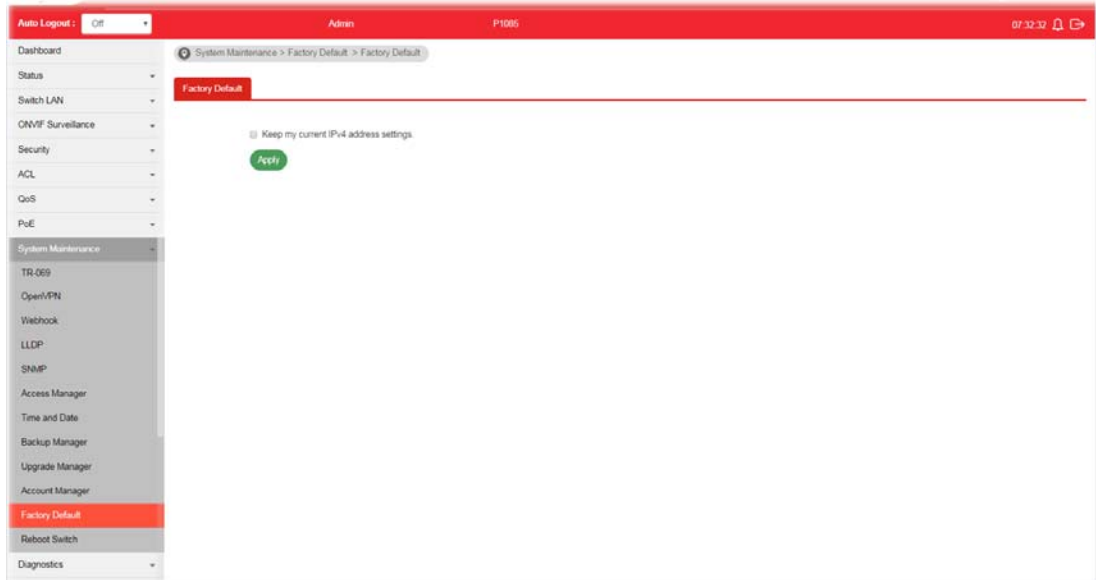 Auto Logout : Off Admin P1085 07:32:32
Dashboard
Status
Switch LAN
ONVIF Surveillance
Security
ACL
QoS
PoE
System Maintenance
TR-069
OpenVPN
Webhook
LLDP
SNMP
Access Manager
Time and Date
Backup Manager
Upgrade Manager
Account Manager
Factory Default
Reboot Switch
Diagnostics
System Maintenance > Factory Default > Factory Default
Factory Default
Keep my current IPv4 address settings.
Apply